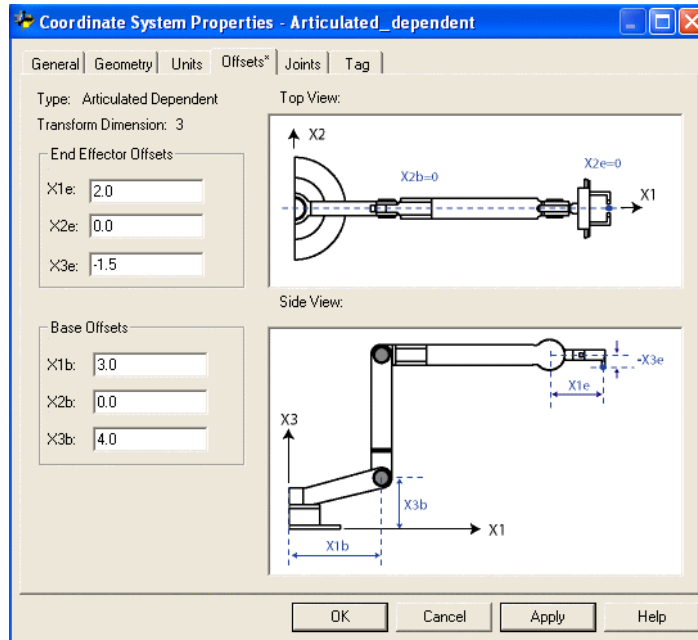 Coordinate System Properties - Articulated_dependent
General Geometry Units Offsets* Joints Tag
Type: Articulated Dependent
Transform Dimension: 3
End Effector Offsets
X1e: 2.0
X2e: 0.0
X3e: -1.5
Base Offsets
X1b: 3.0
X2b: 0.0
X3b: 4.0
Top View:
X2
X2b=0
X2e=0
X1
Side View:
-X3e
X1e
X3
X3b
X1
X1b
OK Cancel Apply Help